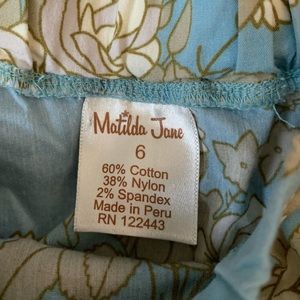 Matilda Jane
6
60% Cotton
38% Nylon
2% Spandex
Made in Peru
RN 122443